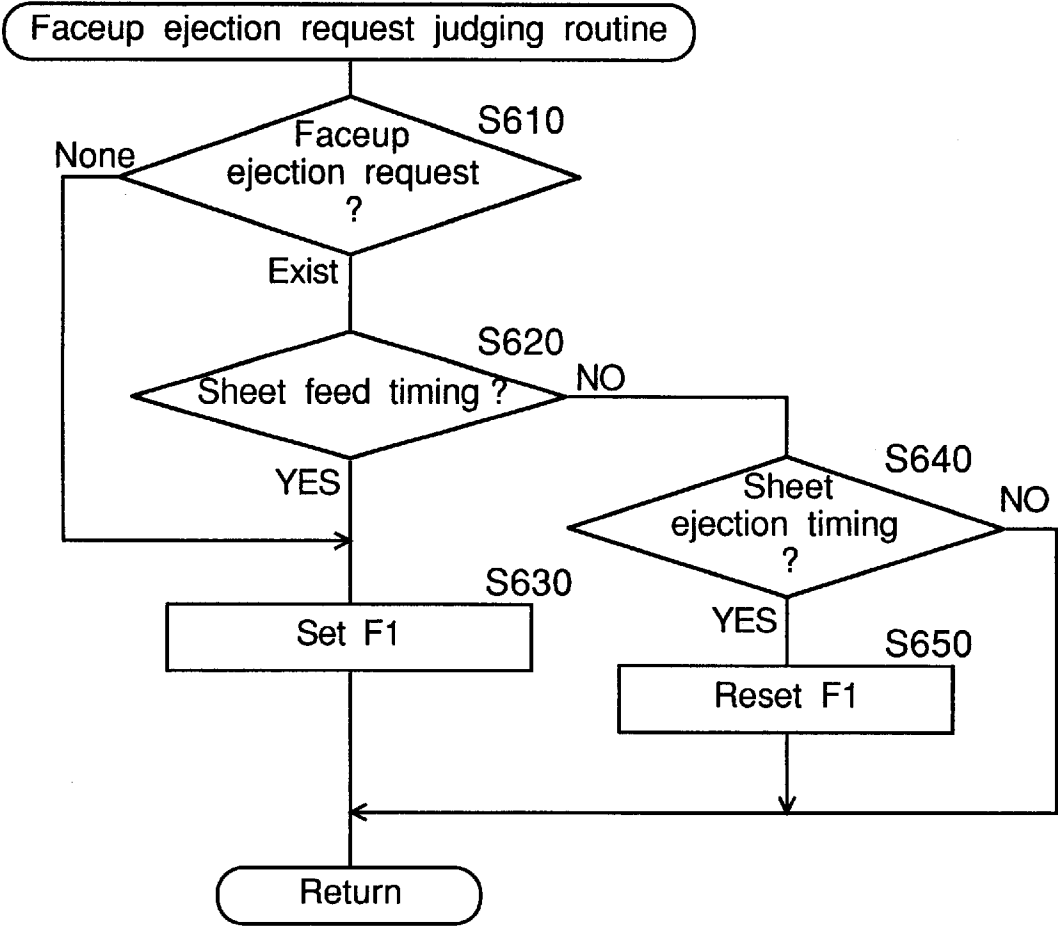 Faceup ejection request judging routine
S610
Faceup
ejection request
?
None
Exist
S620
Sheet feed timing ?
NO
YES
S640
Sheet
ejection timing
?
NO
YES
S630
Set F1
S650
Reset F1
Return